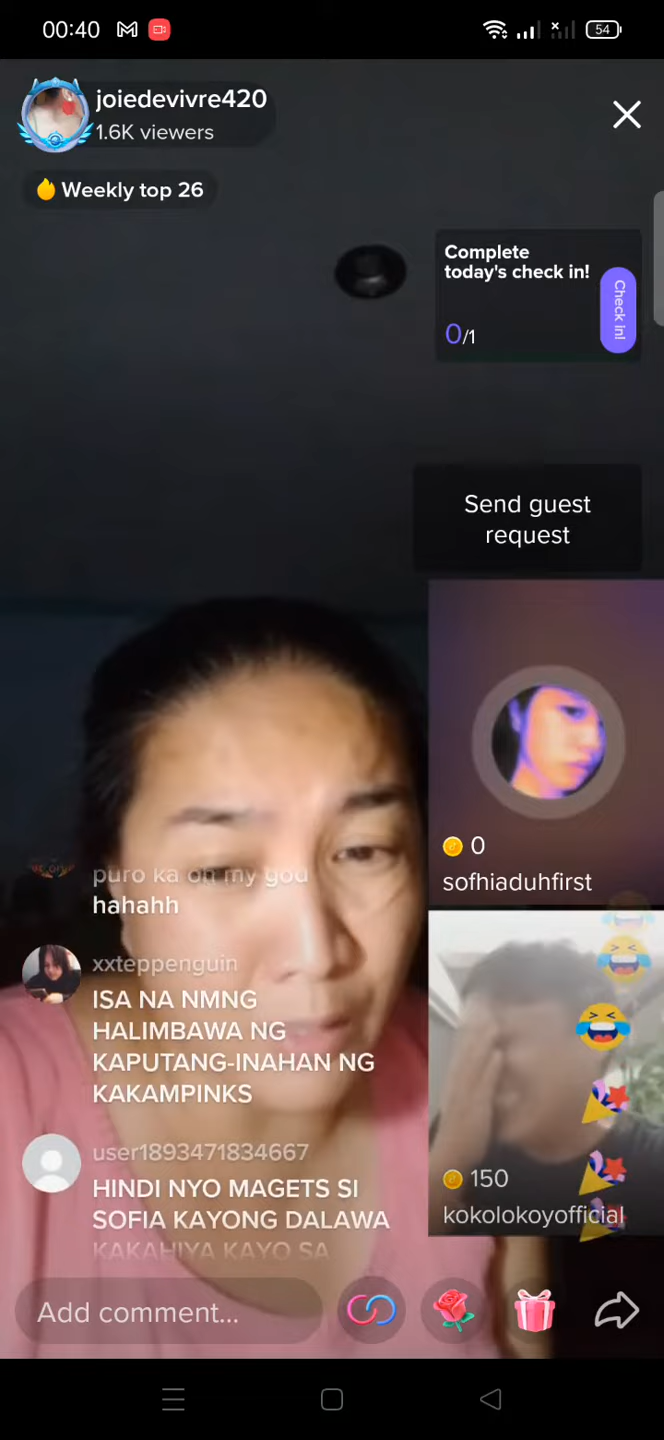 00:40
54
joiedevivre420
1.6K viewers
Weekly top 26
Complete
today's check in!
0/1
Check in!
Send guest
request
0
sofhiaduhfirst
puro ka oh my god
hahahh
xxteppenguin
ISA NA NMNG
HALIMBAWA NG
KAPUTANG-INAHAN NG
KAKAMPINKS
user1893471834667
HINDI NYO MAGETS SI
SOFIA KAYONG DALAWA
KAKAHIYA KAYO SA
150
kokolokoyofficial
Add comment...